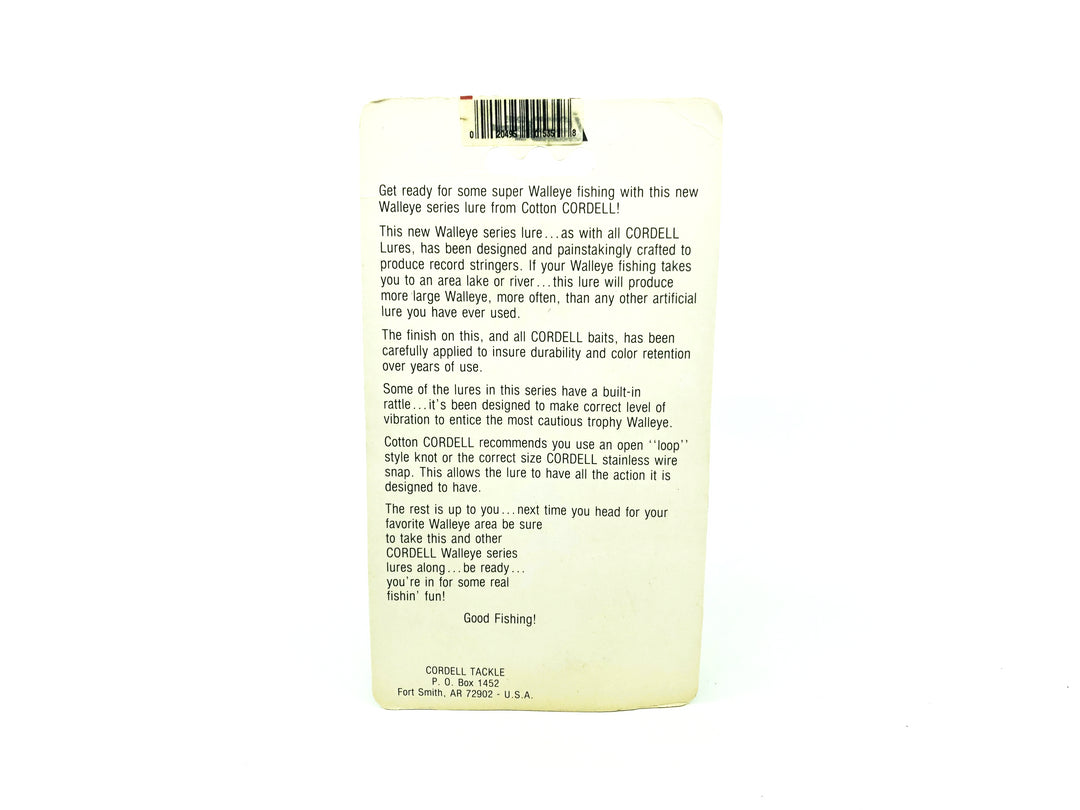 0 20495 01535 8
Get ready for some super Walleye fishing with this new
Walleye series lure from Cotton CORDELL!
This new Walleye series lure...as with all CORDELL
Lures, has been designed and painstakingly crafted to
produce record stringers. If your Walleye fishing takes
you to an area lake or river...this lure will produce
more large Walleye, more often, than any other artificial
lure you have ever used.
The finish on this, and all CORDELL baits, has been
carefully applied to insure durability and color retention
over years of use.
Some of the lures in this series have a built-in
rattle...it's been designed to make correct level of
vibration to entice the most cautious trophy Walleye.
Cotton CORDELL recommends you use an open ''loop''
style knot or the correct size CORDELL stainless wire
snap. This allows the lure to have all the action it is
designed to have.
The rest is up to you...next time you head for your
favorite Walleye area be sure
to take this and other
CORDELL Walleye series
lures along...be ready...
you're in for some real
fishin' fun!
Good Fishing!
CORDELL TACKLE
P. O. Box 1452
Fort Smith, AR 72902 - U.S.A.